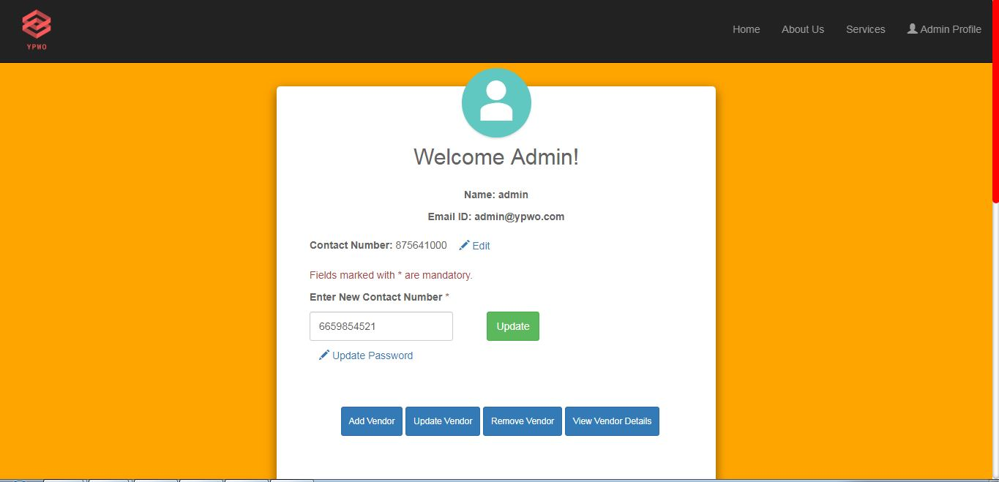 YPWO
Home About Us Services Admin Profile
Welcome Admin!
Name: admin
Email ID: admin@ypwo.com
Contact Number: 875641000 Edit
Fields marked with * are mandatory.
Enter New Contact Number *
6659854521 Update
Update Password
Add Vendor Update Vendor Remove Vendor View Vendor Details